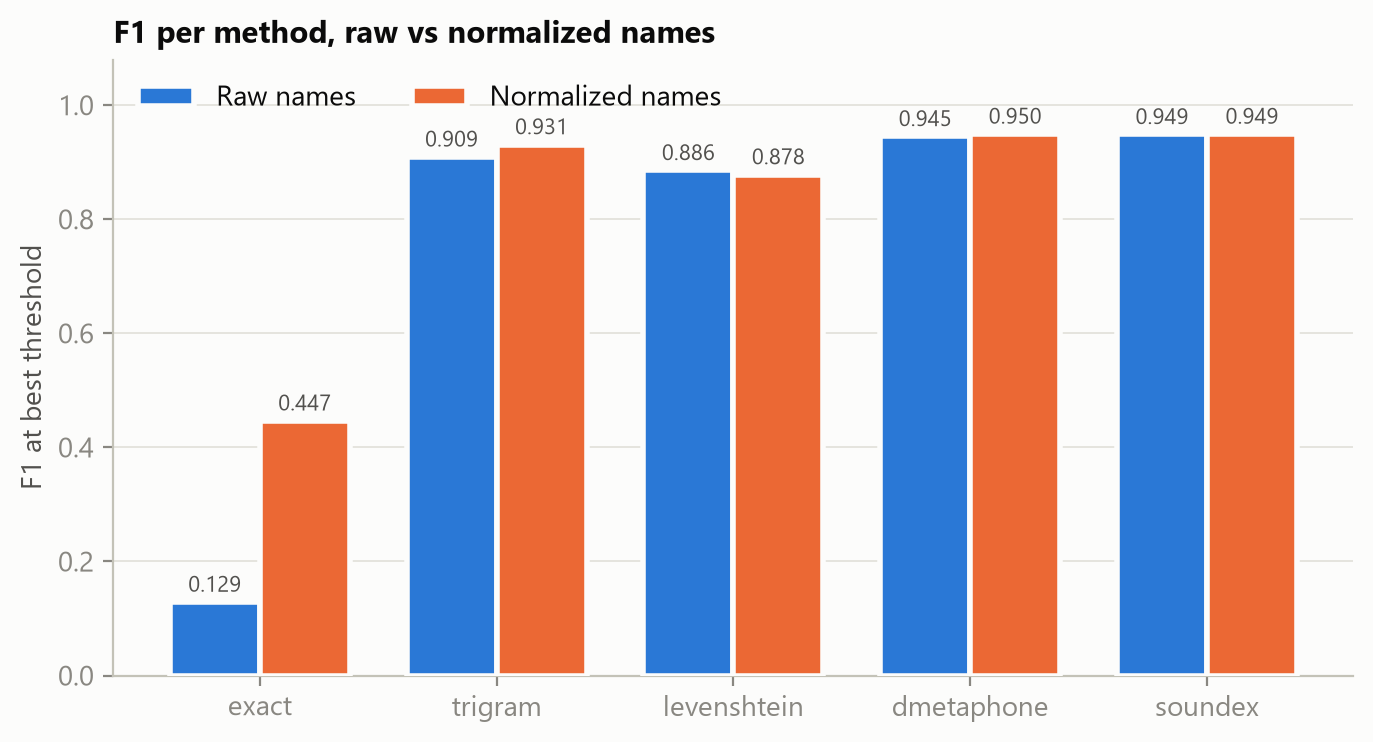 F1 per method, raw vs normalized names
Raw names Normalized names
F1 at best threshold
1.0
0.8
0.6
0.4
0.2
0.0
0.129 0.447 0.909 0.931 0.886 0.878 0.945 0.950 0.949 0.949
exact trigram levenshtein dmetaphone soundex